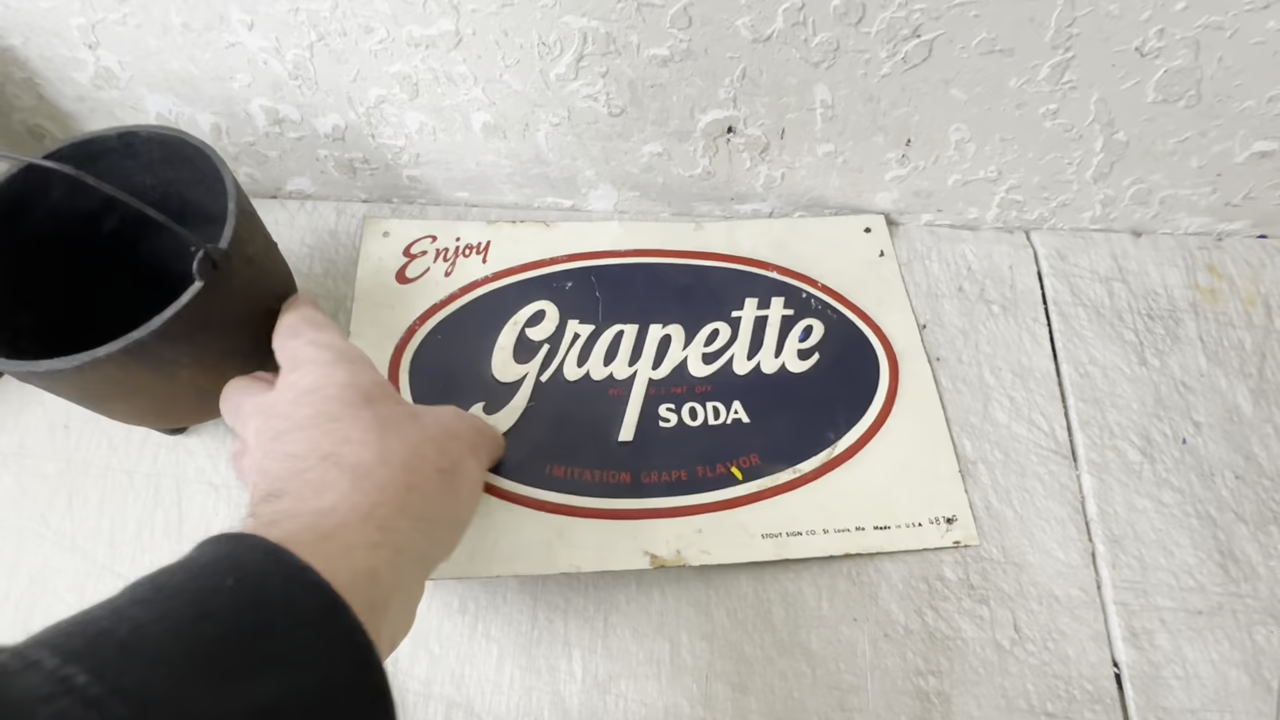 Enjoy
Grapette
SODA
IMITATION GRAPE FLAVOR
STOUT SIGN CO., St. Louis, Mo. Made in U.S.A